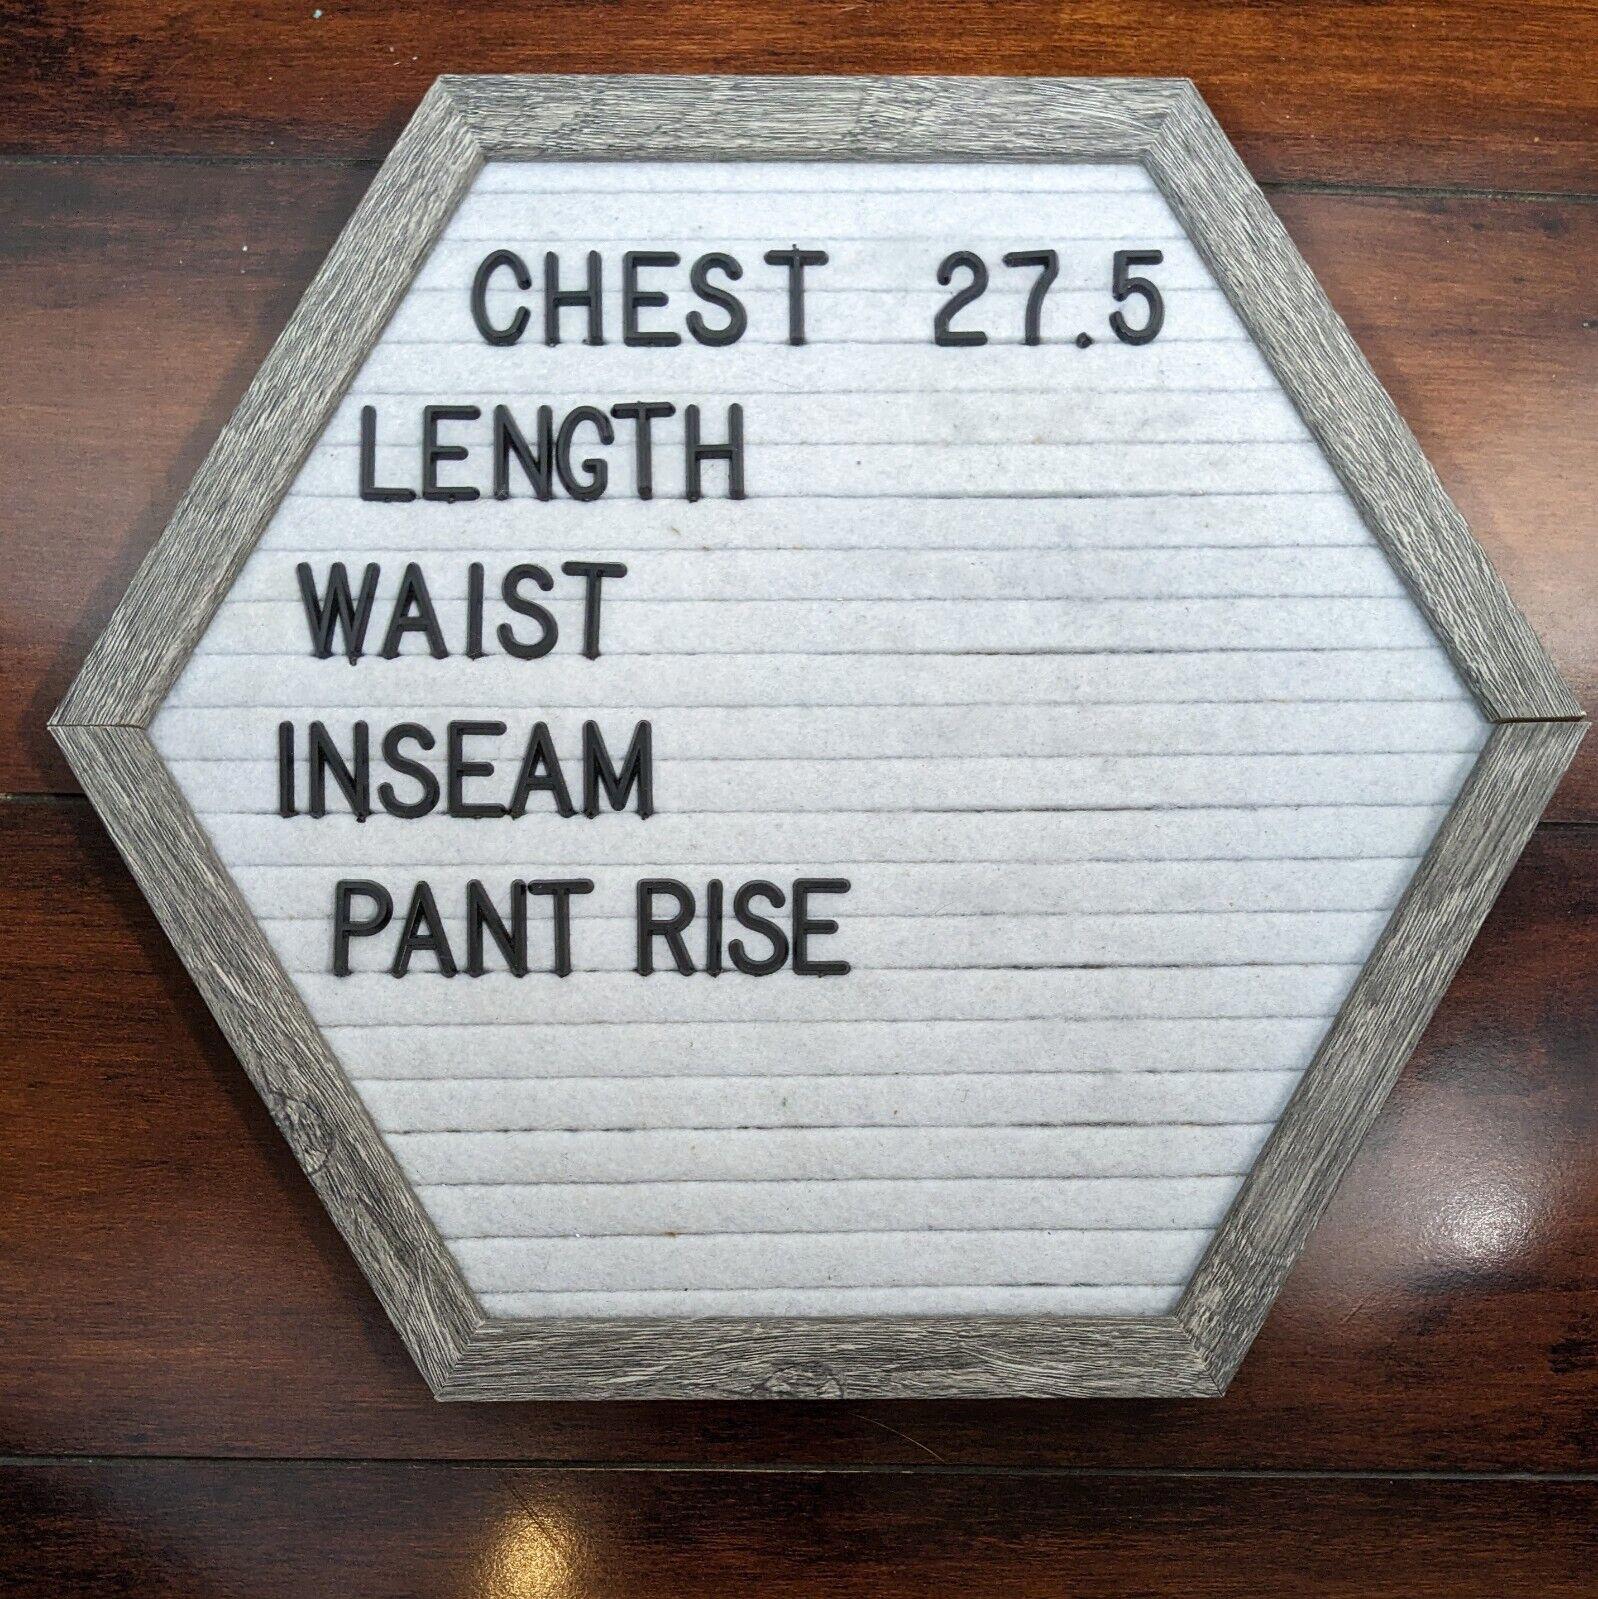 CHEST 27.5
LENGTH
WAIST
INSEAM
PANT RISE